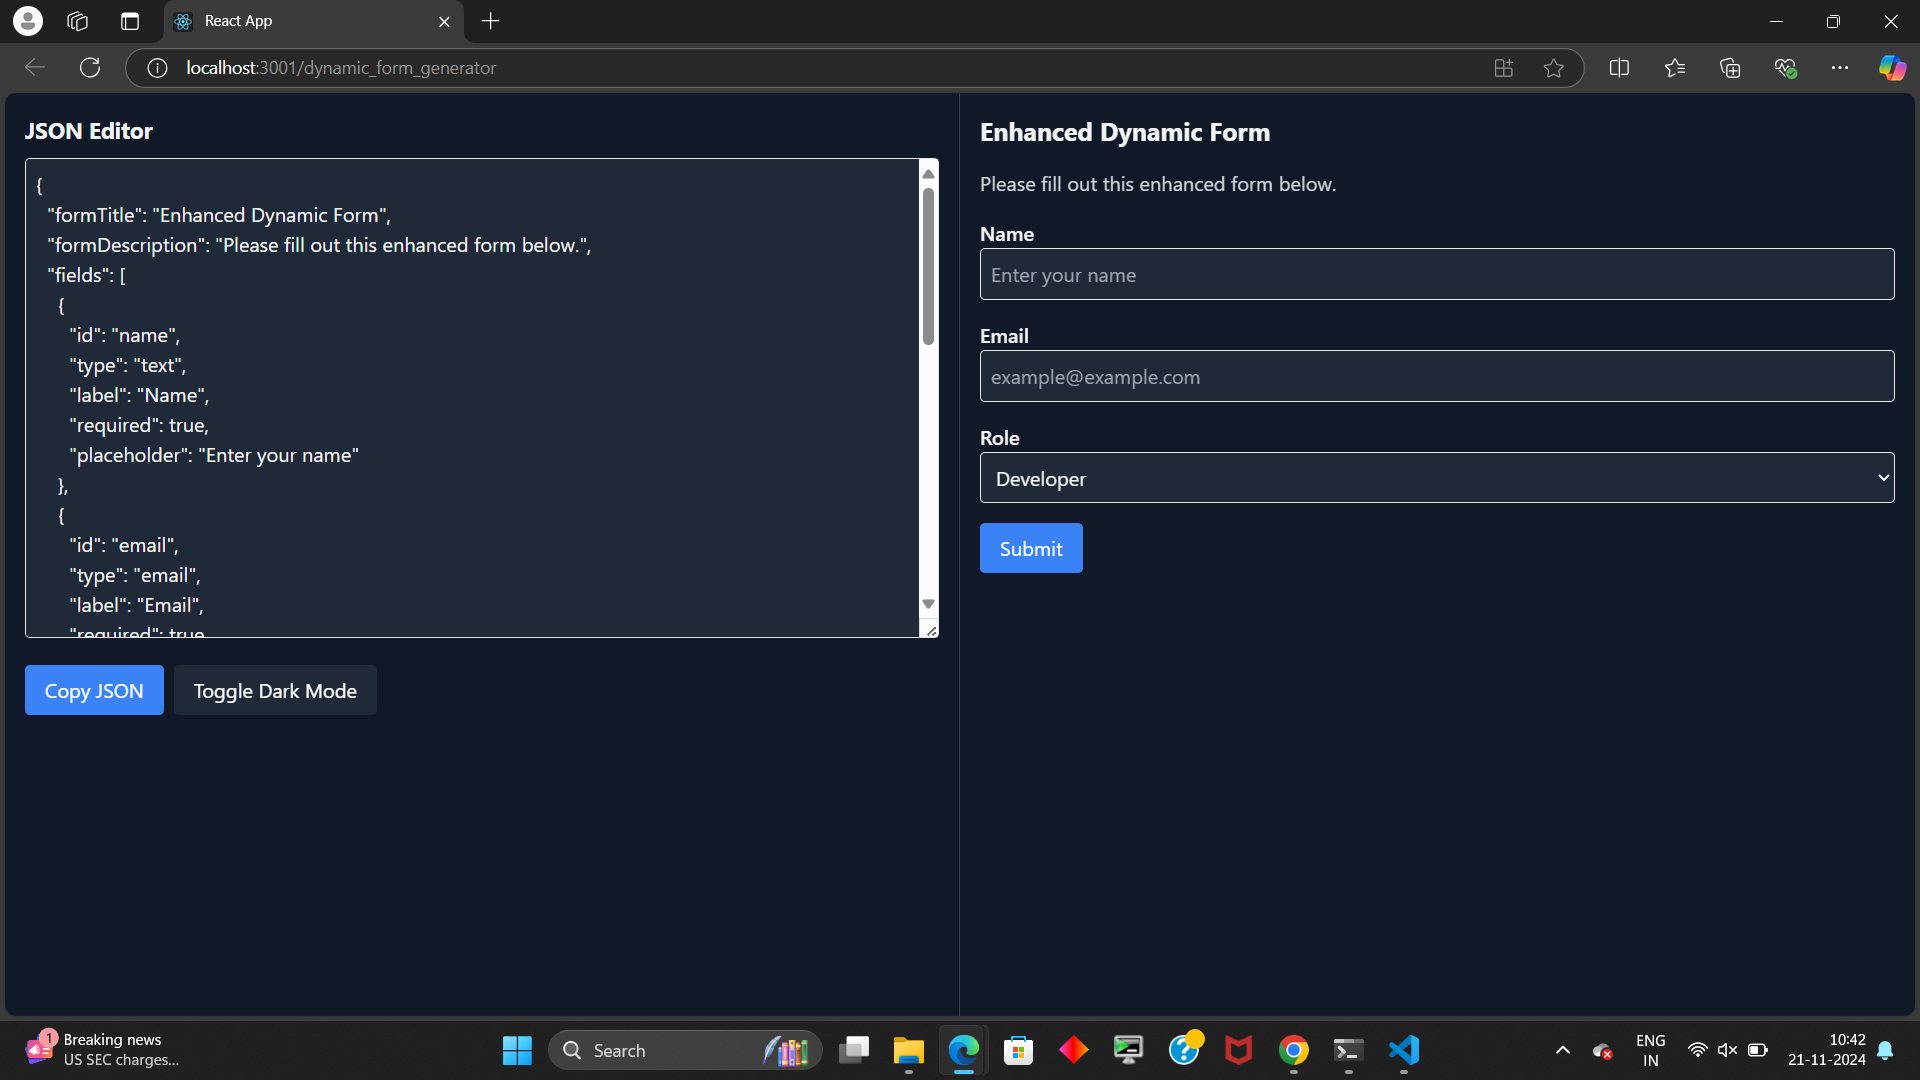 React App
localhost:3001/dynamic_form_generator
JSON Editor
{
"formTitle": "Enhanced Dynamic Form",
"formDescription": "Please fill out this enhanced form below.",
"fields": [
{
"id": "name",
"type": "text",
"label": "Name",
"required": true,
"placeholder": "Enter your name"
},
{
"id": "email",
"type": "email",
"label": "Email",
"required": true
Copy JSON
Toggle Dark Mode
Enhanced Dynamic Form
Please fill out this enhanced form below.
Name
Enter your name
Email
example@example.com
Role
Developer
Submit
1
Breaking news
US SEC charges...
Search
ENG
IN
10:42
21-11-2024